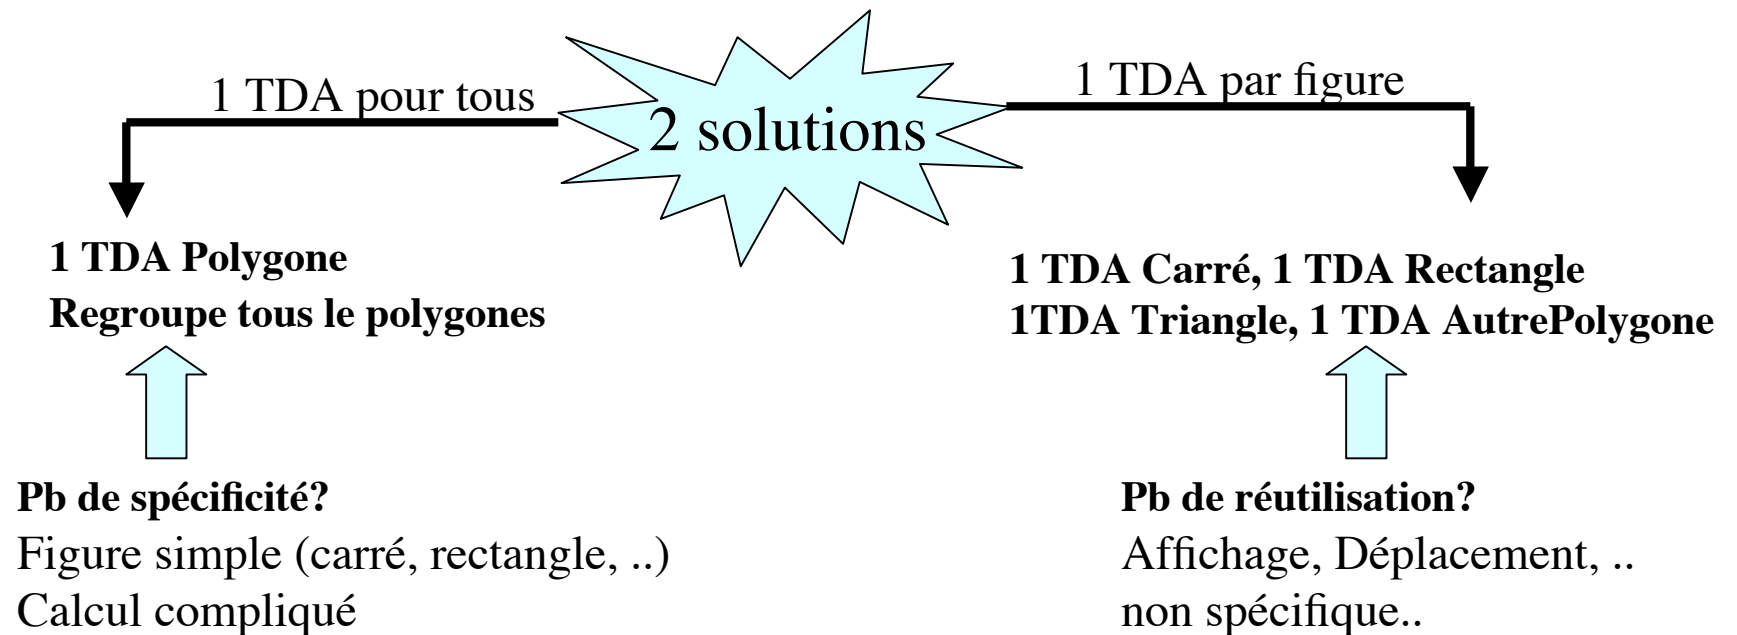 2 solutions
1 TDA pour tous
1 TDA par figure
1 TDA Polygone
Regroupe tous le polygones
1 TDA Carré, 1 TDA Rectangle
1TDA Triangle, 1 TDA AutrePolygone
Pb de spécificité?
Figure simple (carré, rectangle, ..)
Calcul compliqué
Pb de réutilisation?
Affichage, Déplacement, ..
non spécifique..